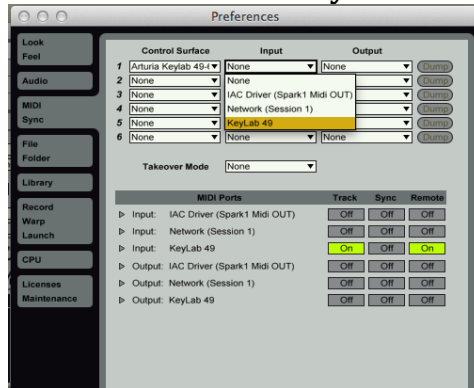 Preferences
Look
Feel
Audio
MIDI
Sync
File
Folder
Library
Record
Warp
Launch
CPU
Licenses
Maintenance
Control Surface Input Output
1 Arturia Keylab 49- None None Dump
2 None None Dump
3 None IAC Driver (Spark1 Midi OUT) Dump
4 None Network (Session 1) Dump
5 None KeyLab 49 Dump
6 None None None Dump
Takeover Mode None
MIDI Ports Track Sync Remote
Input: IAC Driver (Spark1 Midi OUT) Off Off Off
Input: Network (Session 1) Off Off Off
Input: KeyLab 49 On Off On
Output: IAC Driver (Spark1 Midi OUT) Off Off Off
Output: Network (Session 1) Off Off Off
Output: KeyLab 49 Off Off Off